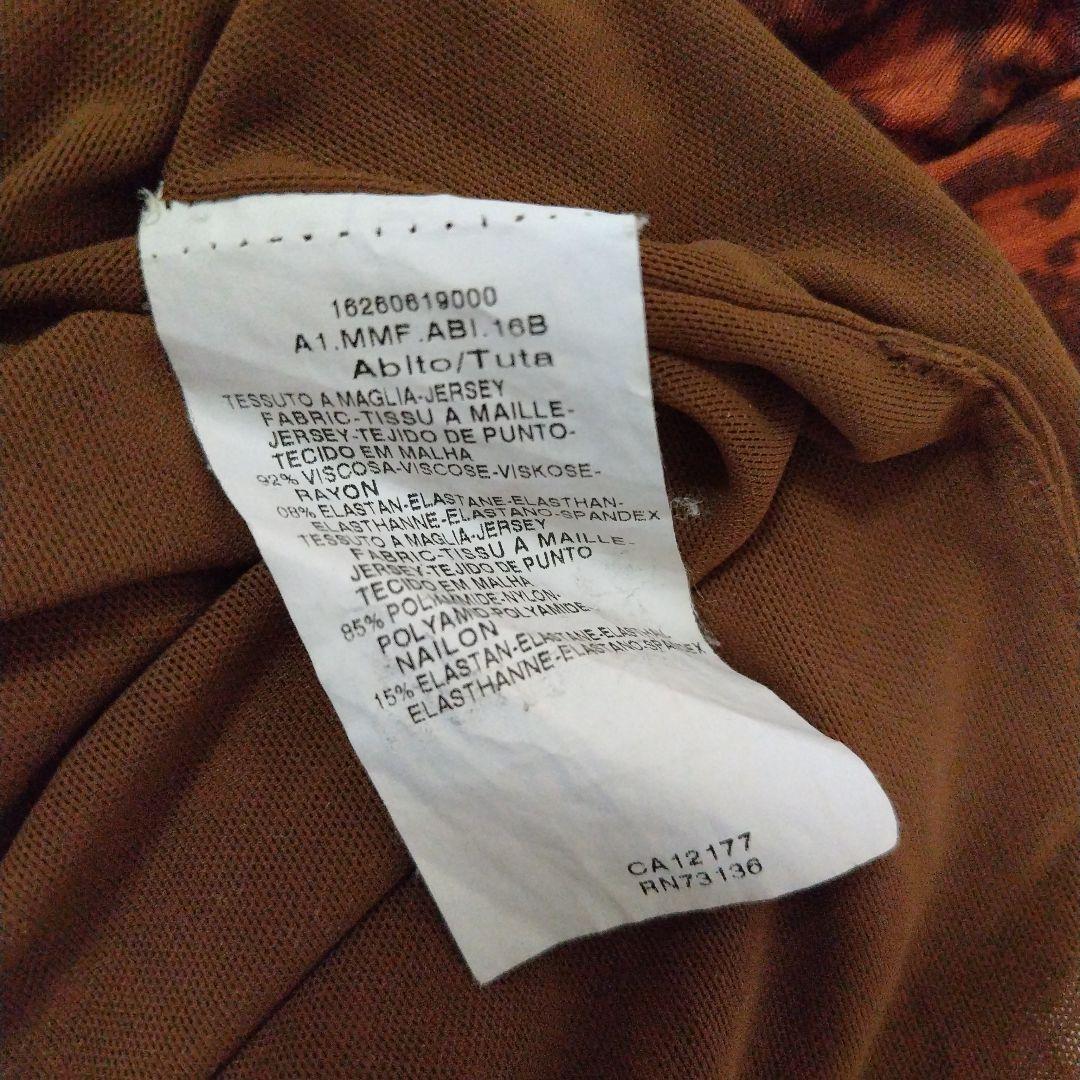 16260619000
A1.MMF.ABI.16B
Abito/Tuta
TESSUTO A MAGLIA-JERSEY
FABRIC-TISSU A MAILLE-
JERSEY-TEJIDO DE PUNTO-
TECIDO EM MALHA
92% VISCOSA-VISCOSE-VISKOSE-
RAYON
08% ELASTAN-ELASTANE-ELASTHAN-
ELASTHANNE-ELASTANO-SPANDEX
TESSUTO A MAGLIA-JERSEY
FABRIC-TISSU A MAILLE-
JERSEY-TEJIDO DE PUNTO
TECIDO EM MALHA
85% POLIAMMIDE-NYLON-
POLYAMID-POLYAMIDE-
NAILON
15% ELASTAN-ELASTANE-ELASTHAN-
ELASTHANNE-ELASTANO-SPANDEX
CA12177
RN73136